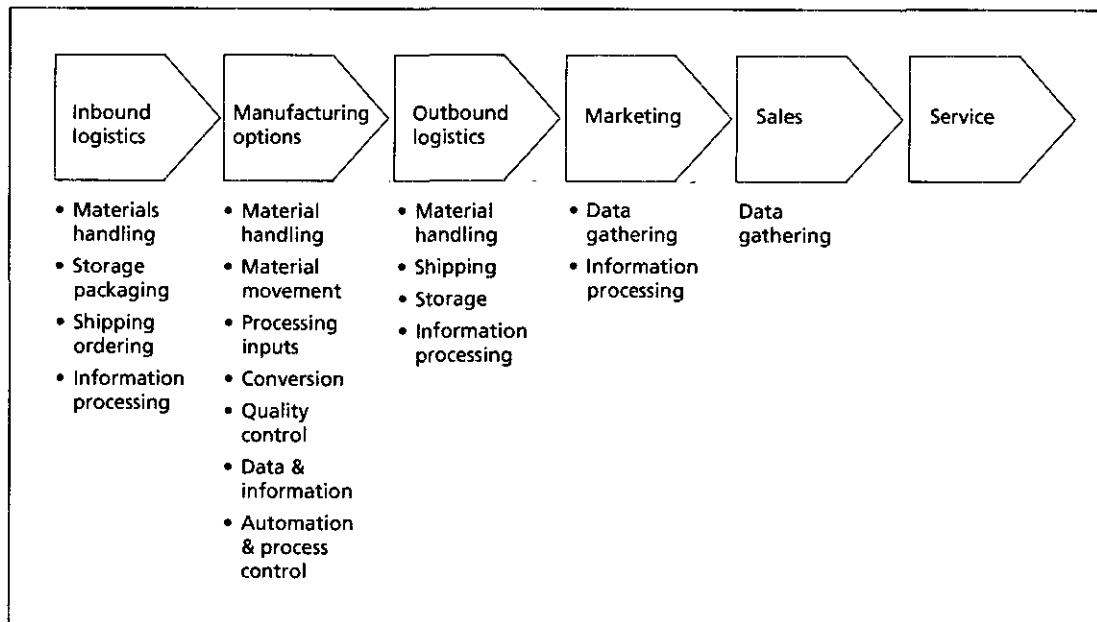 Inbound
logistics
Manufacturing
options
Outbound
logistics
Marketing
Sales
Service
• Materials
handling
• Storage
packaging
• Shipping
ordering
• Information
processing
• Material
handling
• Material
movement
• Processing
inputs
• Conversion
• Quality
control
• Data &
information
• Automation
& process
control
• Material
handling
• Shipping
• Storage
• Information
processing
• Data
gathering
• Information
processing
Data
gathering